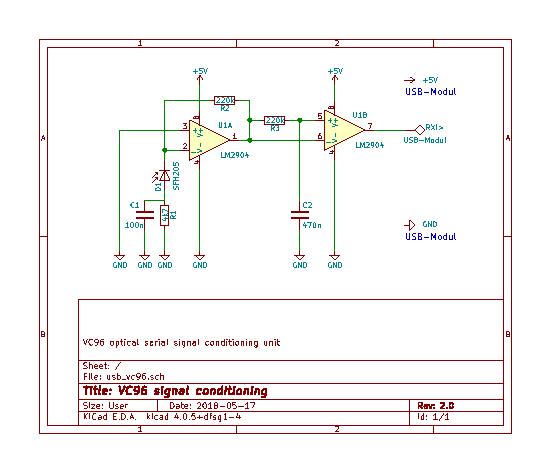 1
2
A
A
B
B
+5V
+5V
+5V
USB-Modul
220k
R2
U1A
8
3
V+
1
2
V-
4
LM2904
220k
R3
U1B
8
5
V+
7
6
V-
4
LM2904
RXI>
USB-Modul
D1
SFH205
C1
100n
4k7
R1
C2
470n
GND
USB-Modul
GND
GND
GND
GND
GND
GND
VC96 optical serial signal conditioning unit
Sheet: /
File: usb_vc96.sch
Title: VC96 signal conditioning
Size: User
Date: 2018-05-17
Rev: 2.0
KiCad E.D.A.  kicad 4.0.5+dfsg1-4
Id: 1/1
1
2